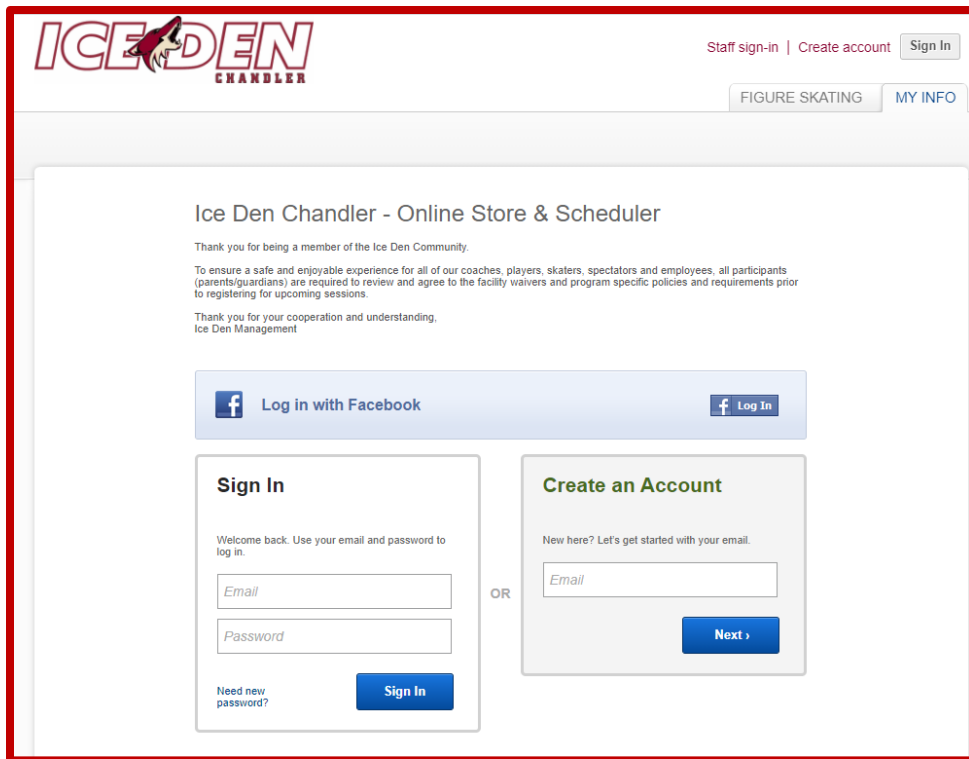 ICE DEN
CHANDLER
Staff sign-in | Create account Sign In
FIGURE SKATING MY INFO
Ice Den Chandler - Online Store & Scheduler
Thank you for being a member of the Ice Den Community.
To ensure a safe and enjoyable experience for all of our coaches, players, skaters, spectators and employees, all participants
(parents/guardians) are required to review and agree to the facility waivers and program specific policies and requirements prior
to registering for upcoming sessions.
Thank you for your cooperation and understanding,
Ice Den Management
f Log in with Facebook f Log In
Sign In
Welcome back. Use your email and password to
log in.
Email
Password
Need new
password?
Sign In
OR
Create an Account
New here? Let's get started with your email.
Email
Next ›